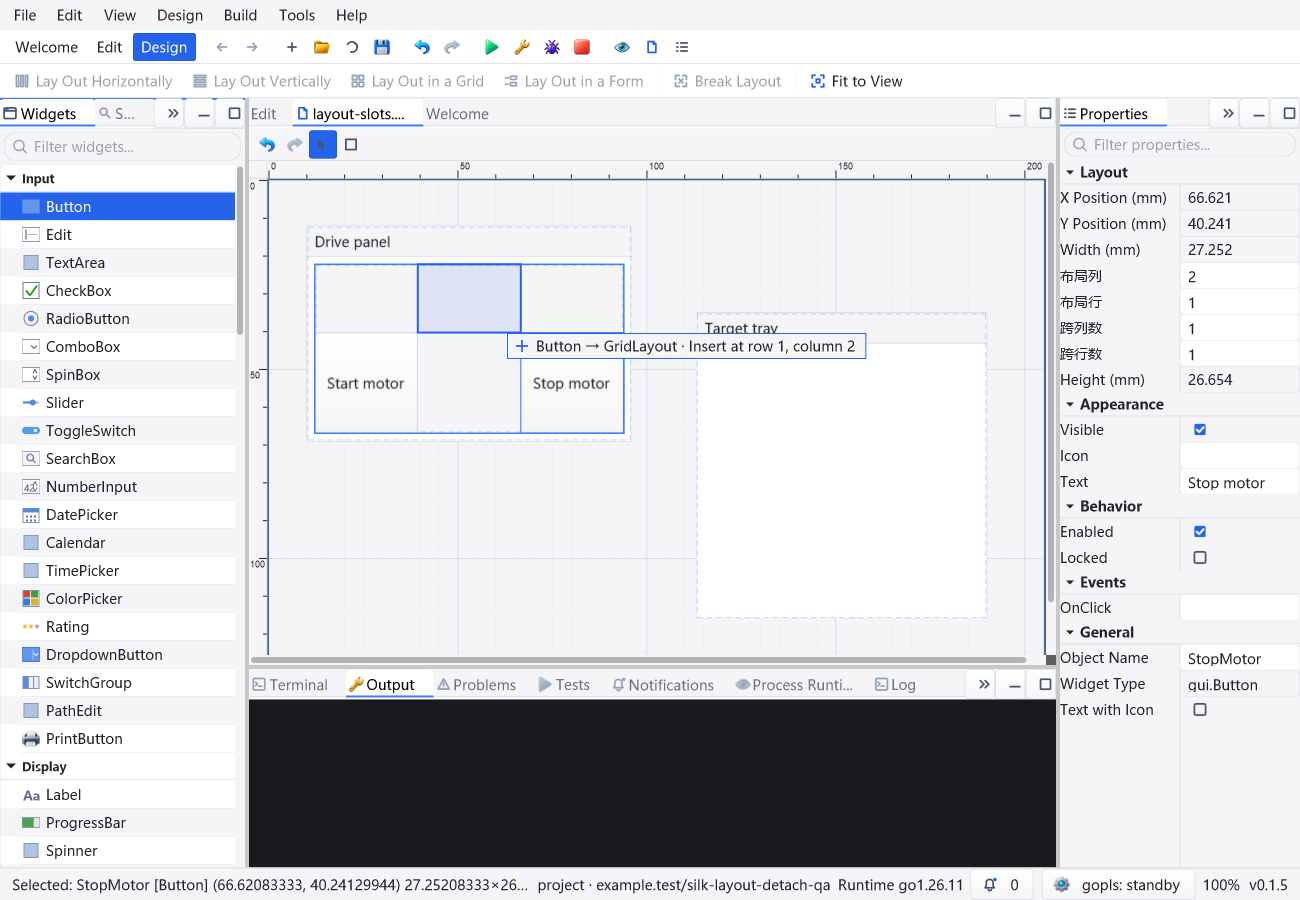 File Edit View Design Build Tools Help
Welcome Edit Design
Lay Out Horizontally Lay Out Vertically Lay Out in a Grid Lay Out in a Form Break Layout Fit to View
Widgets S...
Filter widgets...
Input
Button
Edit
TextArea
CheckBox
RadioButton
ComboBox
SpinBox
Slider
ToggleSwitch
SearchBox
NumberInput
DatePicker
Calendar
TimePicker
ColorPicker
Rating
DropdownButton
SwitchGroup
PathEdit
PrintButton
Display
Aa Label
ProgressBar
Spinner
Edit layout-slots.... Welcome
0 50 100 150 200
0
50
100
Drive panel
Start motor
Stop motor
Target tray
Button → GridLayout · Insert at row 1, column 2
Terminal Output Problems Tests Notifications Process Runti... Log
Properties
Filter properties...
Layout
X Position (mm) 66.621
Y Position (mm) 40.241
Width (mm) 27.252
布局列 2
布局行 1
跨列数 1
跨行数 1
Height (mm) 26.654
Appearance
Visible
Icon
Text Stop motor
Behavior
Enabled
Locked
Events
OnClick
General
Object Name StopMotor
Widget Type gui.Button
Text with Icon
Selected: StopMotor [Button] (66.62083333, 40.24129944) 27.25208333×26... project · example.test/silk-layout-detach-qa Runtime go1.26.11 0 gopls: standby 100% v0.1.5